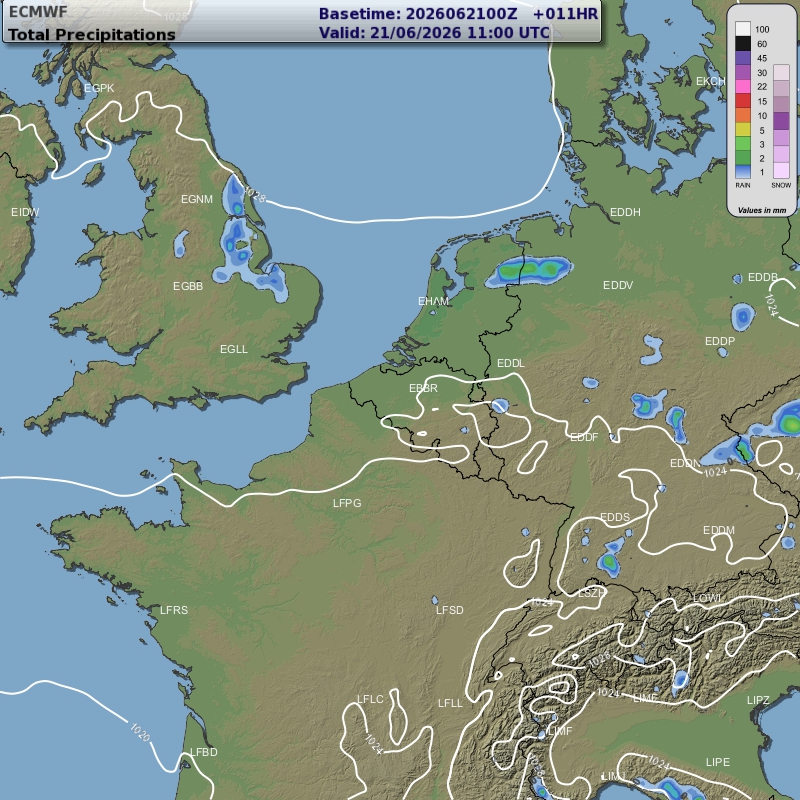 ECMWF
Total Precipitations
Basetime: 2026062100Z +011HR
Valid: 21/06/2026 11:00 UTC
100
60
45
30
22
15
10
5
3
2
1
RAIN SNOW
Values in mm
EGPK
EKCH
EGNM
1028
EIDW
EDDH
EGBB
EDDV
EDDB
EHAM
1024
EGLL
EDDP
EDDL
EBBR
EDDF
EDDN
1024
LFPG
EDDS
EDDM
LSZH
LOWI
1024
LFRS
LFSD
1028
1024
LIME
LFLC
LFLL
LIPZ
1020
LIMF
1024
LFBD
LIPE
1024
LIMJ